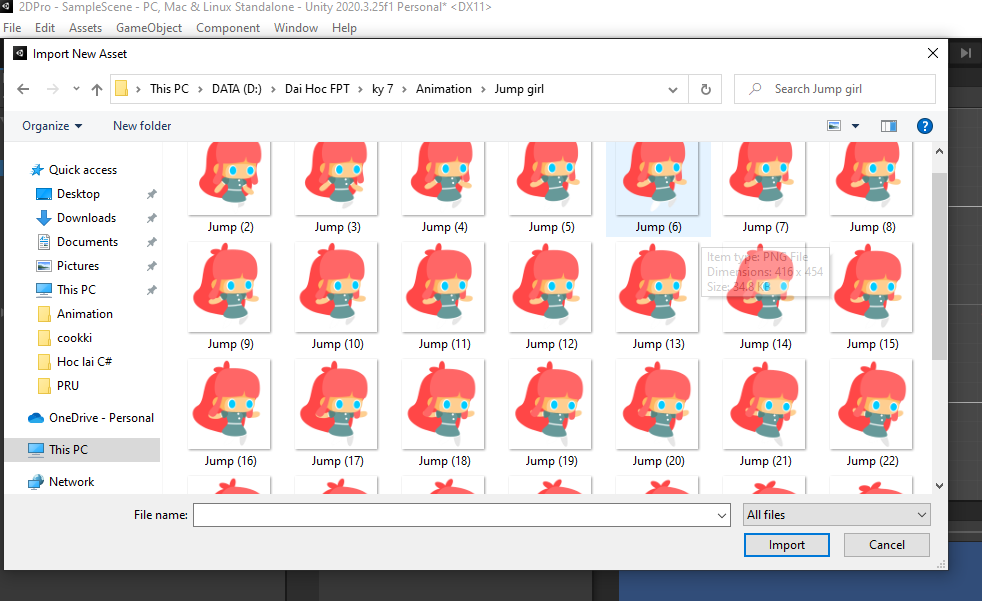 2DPro - SampleScene - PC, Mac & Linux Standalone - Unity 2020.3.25f1 Personal* <DX11>
File Edit Assets GameObject Component Window Help
Import New Asset
This PC > DATA (D:) > Dai Hoc FPT > ky 7 > Animation > Jump girl
Search Jump girl
Organize New folder
Quick access
Desktop
Downloads
Documents
Pictures
This PC
Animation
cookki
Hoc lai C#
PRU
OneDrive - Personal
This PC
Network
Jump (2) Jump (3) Jump (4) Jump (5) Jump (6) Jump (7) Jump (8)
Item type: PNG File
Dimensions: 416 x 454
Size: 34.8 KB
Jump (9) Jump (10) Jump (11) Jump (12) Jump (13) Jump (14) Jump (15)
Jump (16) Jump (17) Jump (18) Jump (19) Jump (20) Jump (21) Jump (22)
File name: All files
Import Cancel